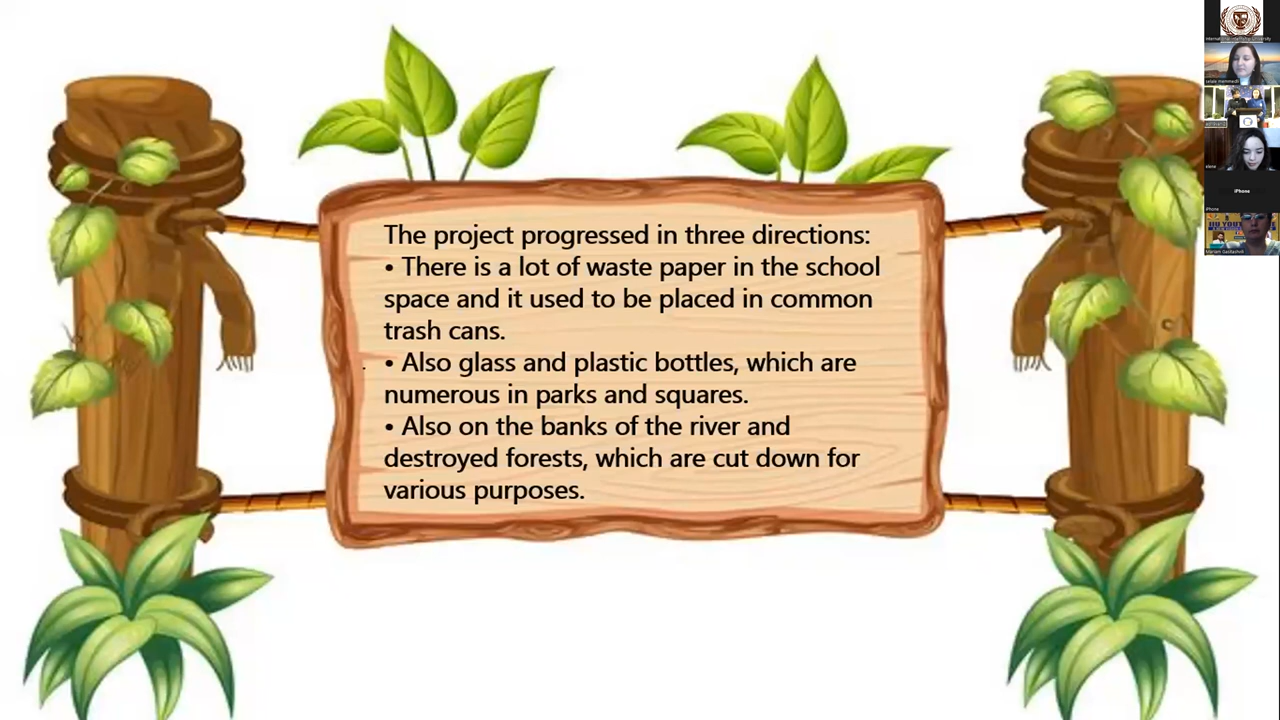 The project progressed in three directions:
• There is a lot of waste paper in the school
space and it used to be placed in common
trash cans.
• Also glass and plastic bottles, which are
numerous in parks and squares.
• Also on the banks of the river and
destroyed forests, which are cut down for
various purposes.
iPhone
iPhone